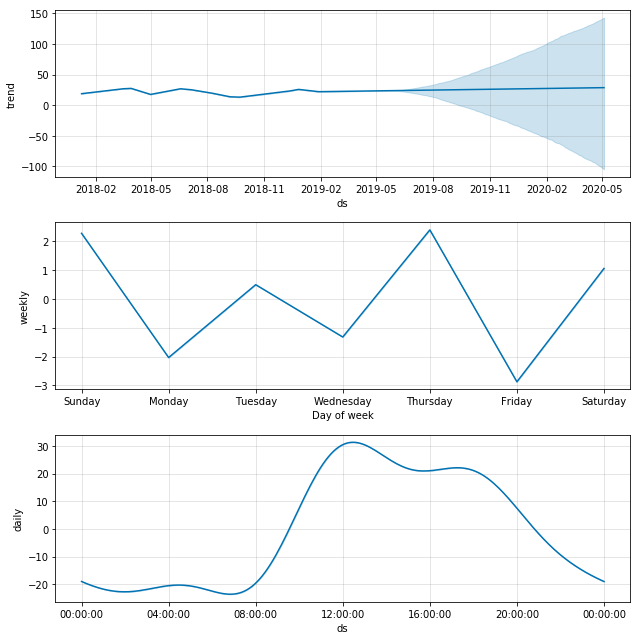 150
100
50
0
−50
−100
trend
2018-02 2018-05 2018-08 2018-11 2019-02 2019-05 2019-08 2019-11 2020-02 2020-05
ds
2
1
0
−1
−2
−3
weekly
Sunday Monday Tuesday Wednesday Thursday Friday Saturday
Day of week
30
20
10
0
−10
−20
daily
00:00:00 04:00:00 08:00:00 12:00:00 16:00:00 20:00:00 00:00:00
ds